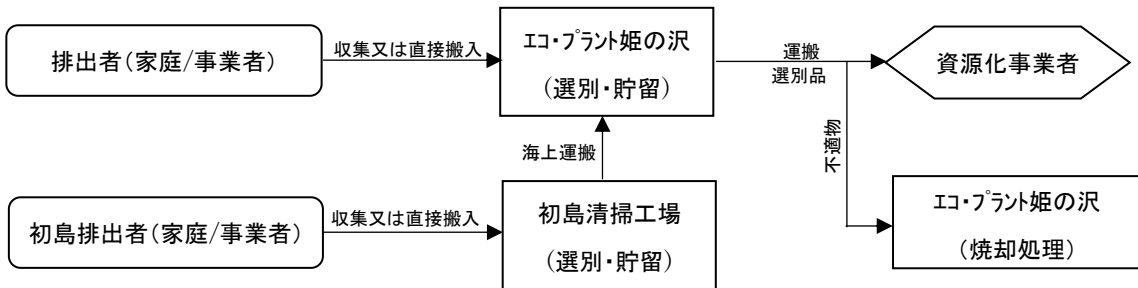 排出者（家庭/事業者）
収集又は直接搬入
エコ・プラント姫の沢
（選別・貯留）
運搬
選別品
資源化事業者
海上運搬
不適物
初島排出者（家庭/事業者）
収集又は直接搬入
初島清掃工場
（選別・貯留）
エコ・プラント姫の沢
（焼却処理）